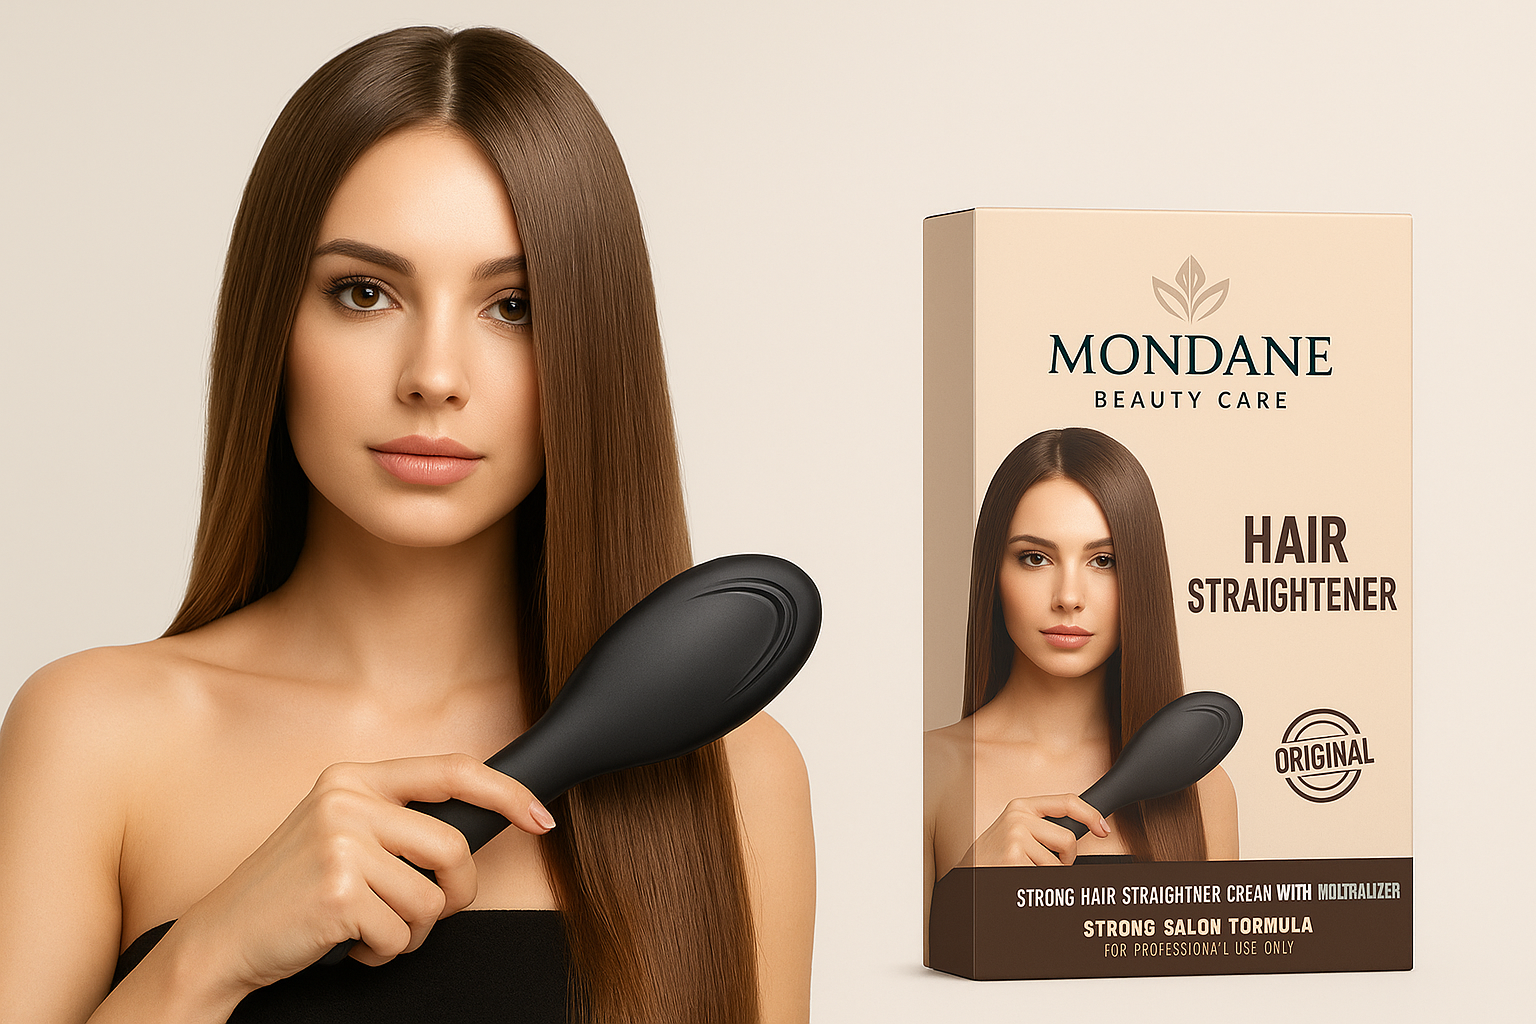 MONDANE
BEAUTY CARE
HAIR
STRAIGHTENER
ORIGINAL
STRONG HAIR STRAIGHTNER CREAN WITH MOLTRALIZER
STRONG SALON TORMULA
FOR PROFESSIONA'L USE ONLY